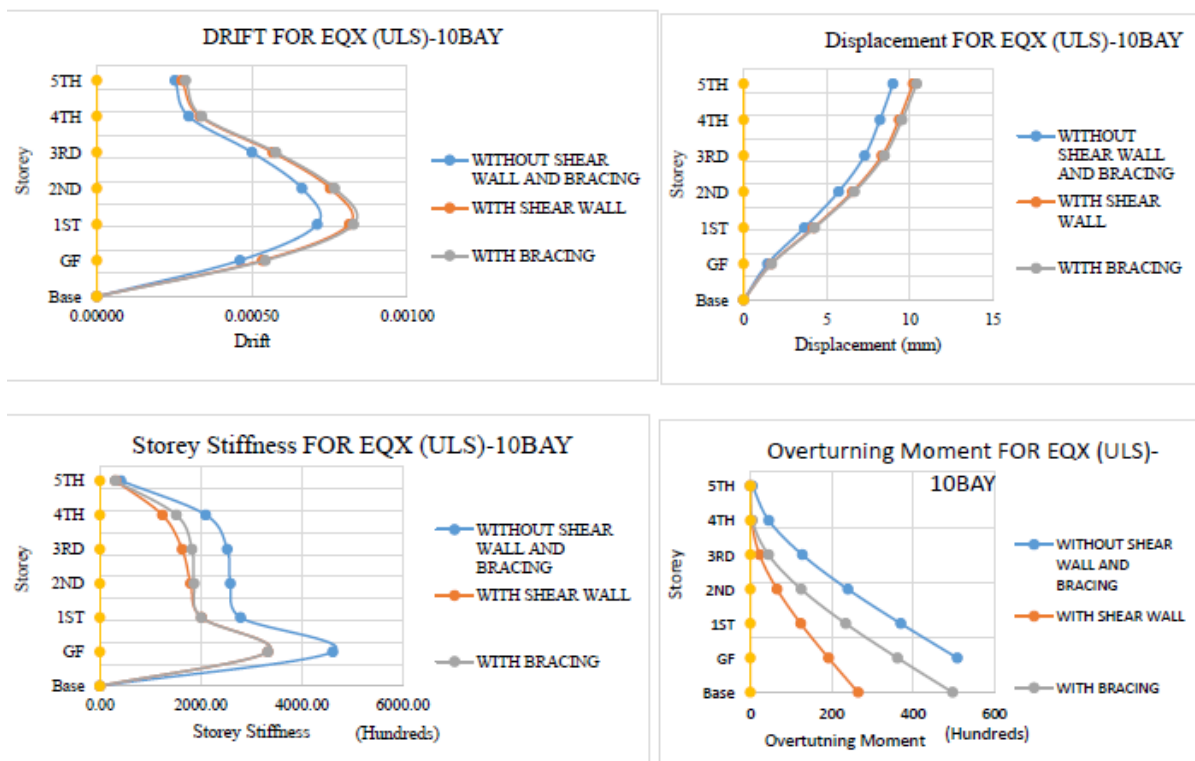 DRIFT FOR EQX (ULS)-10BAY
5TH
4TH
3RD
2ND
1ST
GF
Base
Storey
0.00000
0.00050
0.00100
Drift
WITHOUT SHEAR
WALL AND BRACING
WITH SHEAR WALL
WITH BRACING
Displacement FOR EQX (ULS)-10BAY
5TH
4TH
3RD
2ND
1ST
GF
Base
Storey
0
5
10
15
Displacement (mm)
WITHOUT
SHEAR WALL
AND BRACING
WITH SHEAR
WALL
WITH BRACING
Storey Stiffness FOR EQX (ULS)-10BAY
5TH
4TH
3RD
2ND
1ST
GF
Base
Storey
0.00
2000.00
4000.00
6000.00
Storey Stiffness
(Hundreds)
WITHOUT SHEAR
WALL AND
BRACING
WITH SHEAR WALL
WITH BRACING
Overturning Moment FOR EQX (ULS)-
10BAY
5TH
4TH
3RD
2ND
1ST
GF
Base
Storey
0
200
400
600
Overtutning Moment
(Hundreds)
WITHOUT SHEAR
WALL AND
BRACING
WITH SHEAR WALL
WITH BRACING